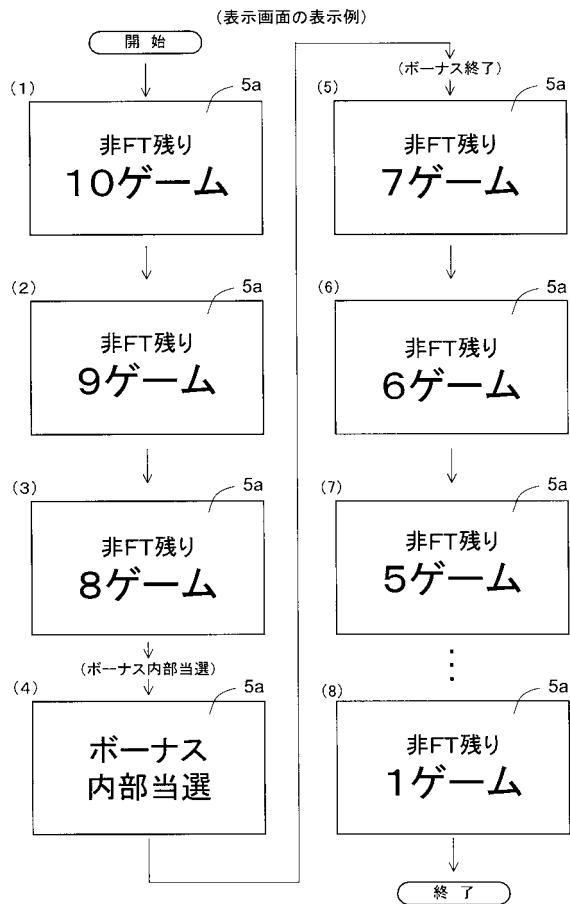 (表示画面の表示例)
開 始
(1)
5a
非FT残り
10ゲーム
(2)
5a
非FT残り
9ゲーム
(3)
5a
非FT残り
8ゲーム
(ボーナス内部当選)
(4)
5a
ボーナス
内部当選
(ボーナス終了)
(5)
5a
非FT残り
7ゲーム
(6)
5a
非FT残り
6ゲーム
(7)
5a
非FT残り
5ゲーム
(8)
5a
非FT残り
1ゲーム
終 了